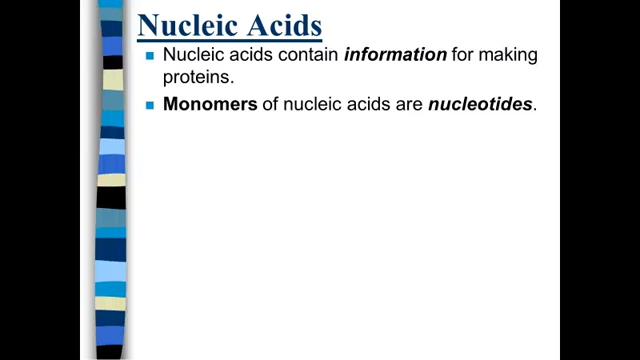 Nucleic Acids
Nucleic acids contain information for making
proteins.
Monomers of nucleic acids are nucleotides.